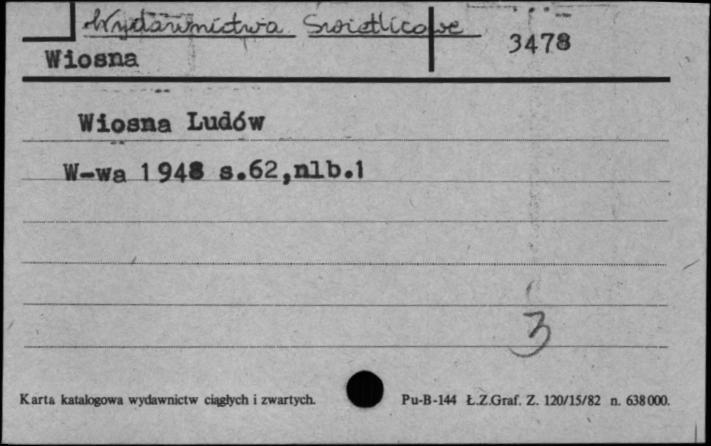 Wydawnictwa Swietlicowe
3478
Wiosna
Wiosna Ludów
W-wa 1948 s.62,nlb.1
3
Karta katalogowa wydawnictw ciągłych i zwartych.
Pu-B-144 Ł.Z.Graf. Z. 120/15/82 n. 638000.